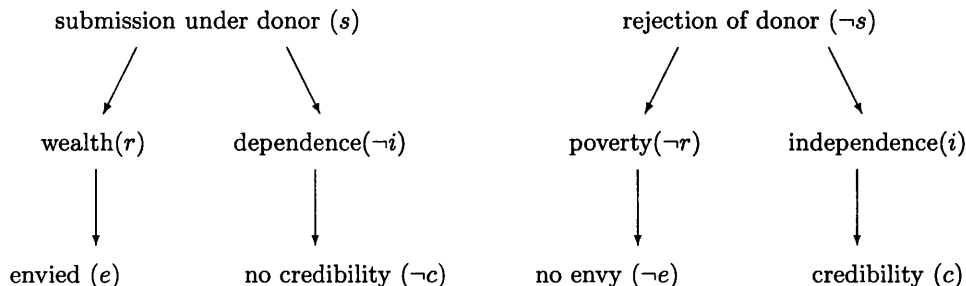 submission under donor (s) rejection of donor (¬s)
wealth(r) dependence(¬i) poverty(¬r) independence(i)
envied (e) no credibility (¬c) no envy (¬e) credibility (c)